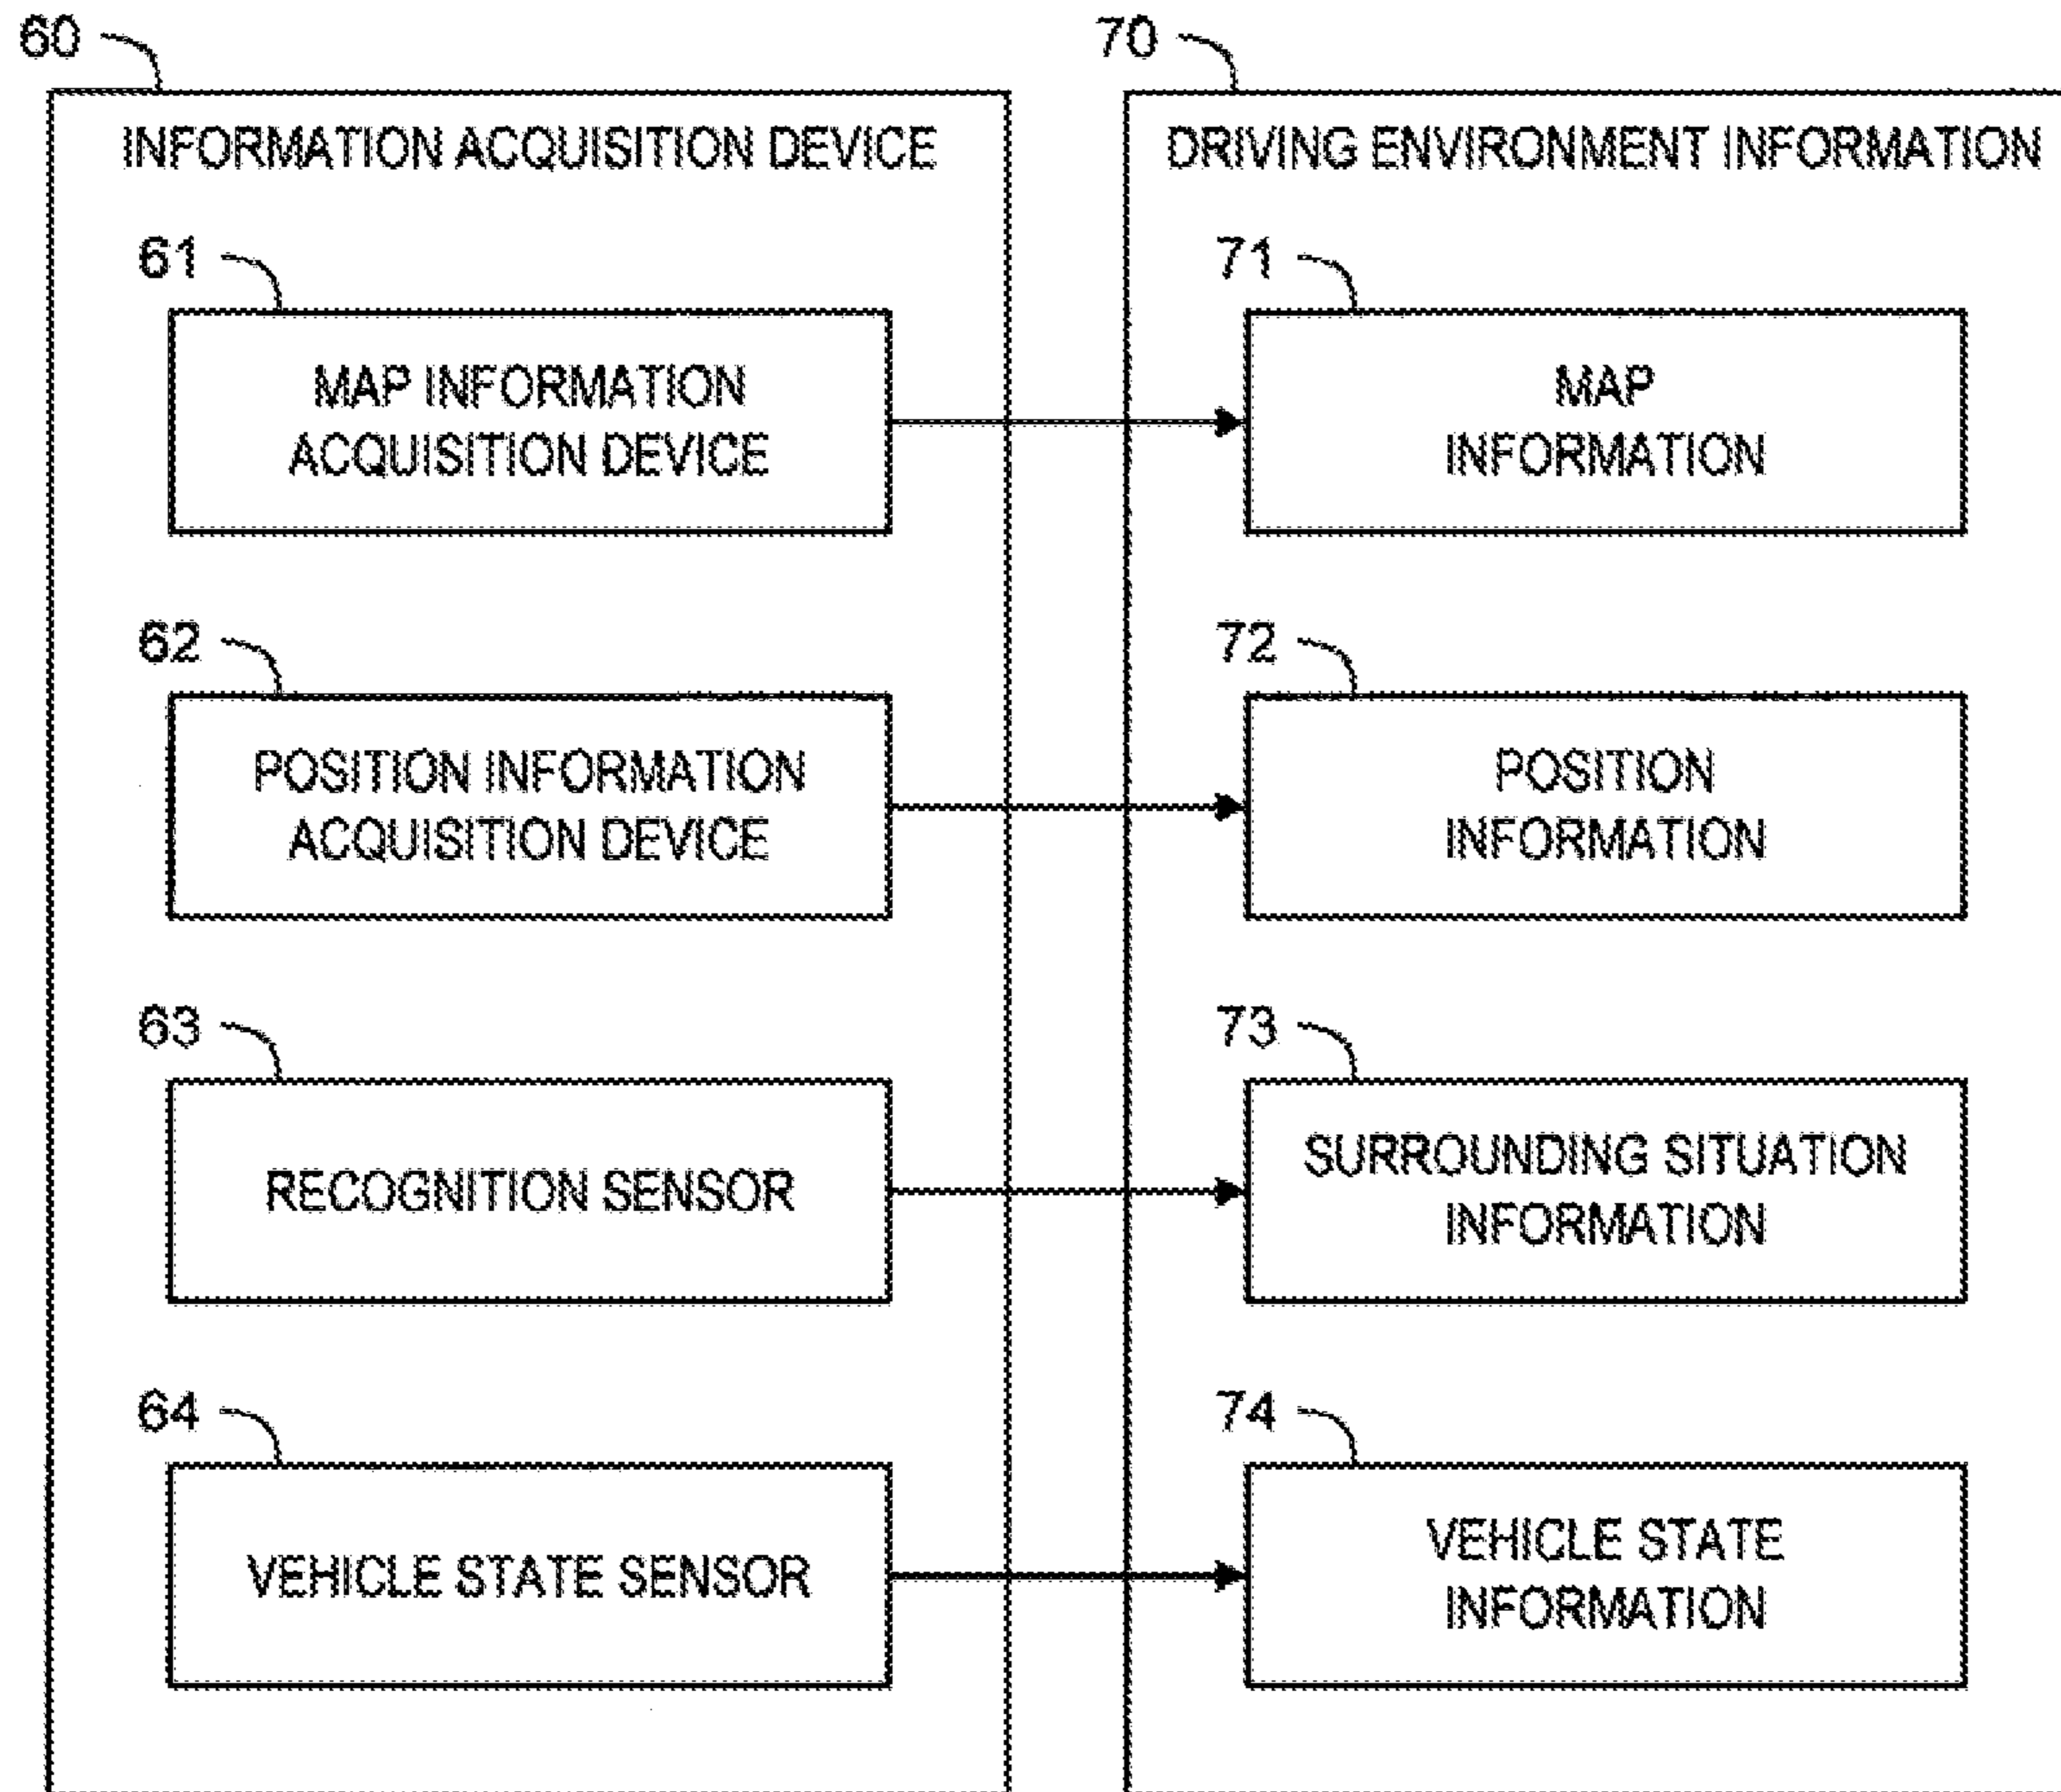 60
70
INFORMATION ACQUISITION DEVICE
DRIVING ENVIRONMENT INFORMATION
61
71
MAP INFORMATION
ACQUISITION DEVICE
MAP
INFORMATION
62
72
POSITION INFORMATION
ACQUISITION DEVICE
POSITION
INFORMATION
63
73
RECOGNITION SENSOR
SURROUNDING SITUATION
INFORMATION
64
74
VEHICLE STATE SENSOR
VEHICLE STATE
INFORMATION